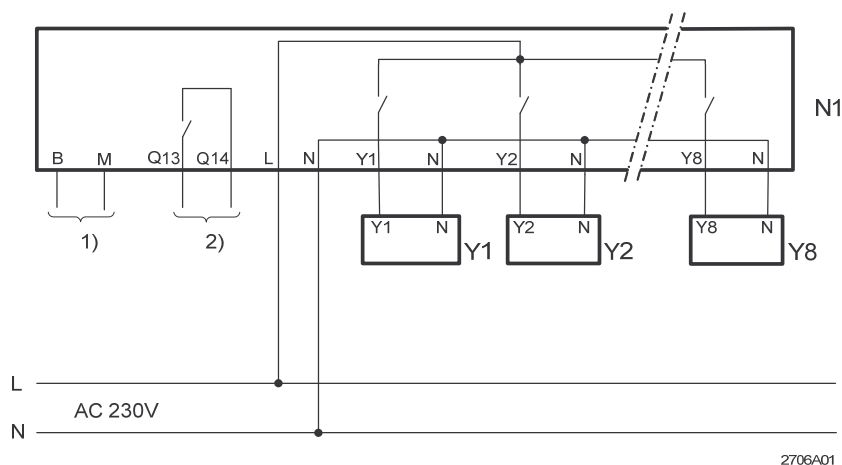 N1
B M Q13 Q14 L N Y1 N Y2 N Y8 N
Y1 N Y1 Y2 N Y2 Y8 N Y8
1) 2)
L
AC 230V
N
2706A01